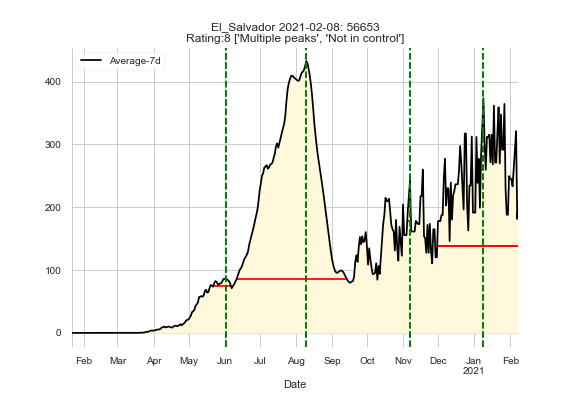 El_Salvador 2021-02-08: 56653
Rating:8 ['Multiple peaks', 'Not in control']
Average-7d
400
300
200
100
0
Feb Mar Apr May Jun Jul Aug Sep Oct Nov Dec Jan Feb
2021
Date